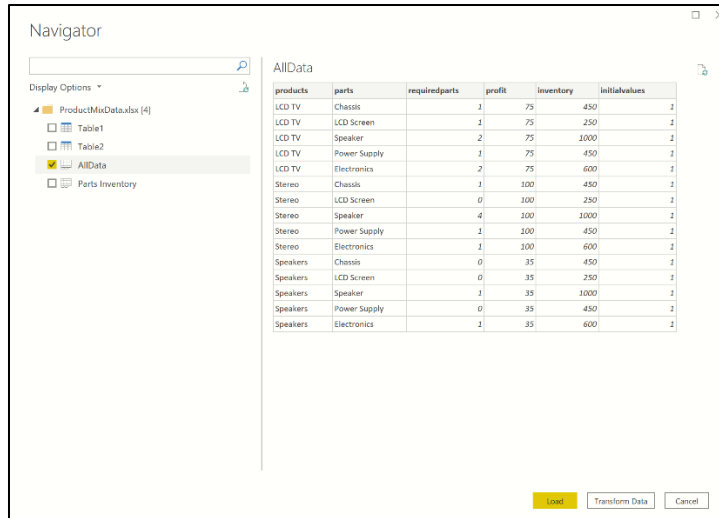 Navigator
Display Options
ProductMixData.xlsx [4]
Table1
Table2
AllData
Parts Inventory
AllData
products parts requiredparts profit inventory initialvalues
LCD TV Chassis 1 75 450 1
LCD TV LCD Screen 1 75 250 1
LCD TV Speaker 2 75 1000 1
LCD TV Power Supply 1 75 450 1
LCD TV Electronics 2 75 600 1
Stereo Chassis 1 100 450 1
Stereo LCD Screen 0 100 250 1
Stereo Speaker 4 100 1000 1
Stereo Power Supply 1 100 450 1
Stereo Electronics 1 100 600 1
Speakers Chassis 0 35 450 1
Speakers LCD Screen 0 35 250 1
Speakers Speaker 1 35 1000 1
Speakers Power Supply 0 35 450 1
Speakers Electronics 1 35 600 1
Load Transform Data Cancel